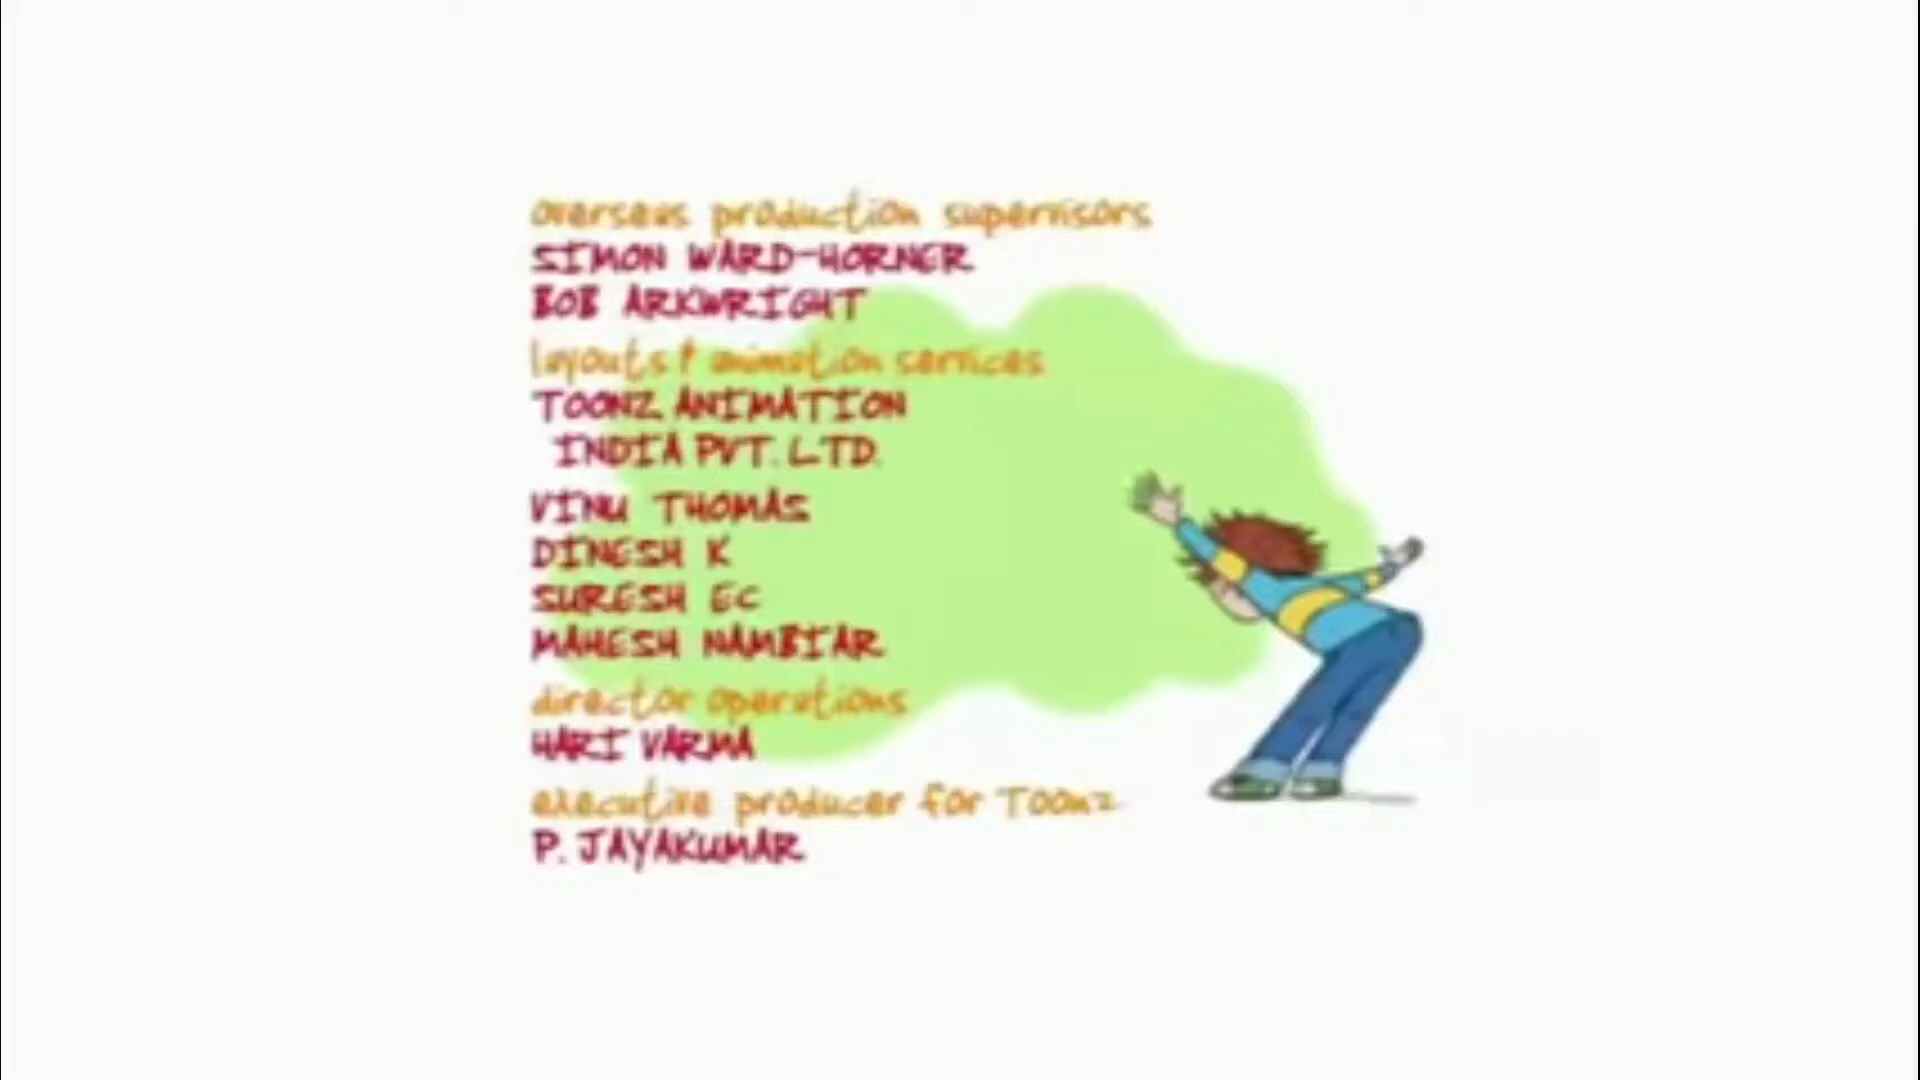 overseas production supervisors
SIMON WARD-HORNER
BOB ARKWRIGHT
layouts & animation services
TOONZ ANIMATION
INDIA PVT. LTD.
VINU THOMAS
DINESH K
SURESH EC
MAHESH NAMBIAR
director operations
HARI VARMA
executive producer for Toonz
P. JAYAKUMAR